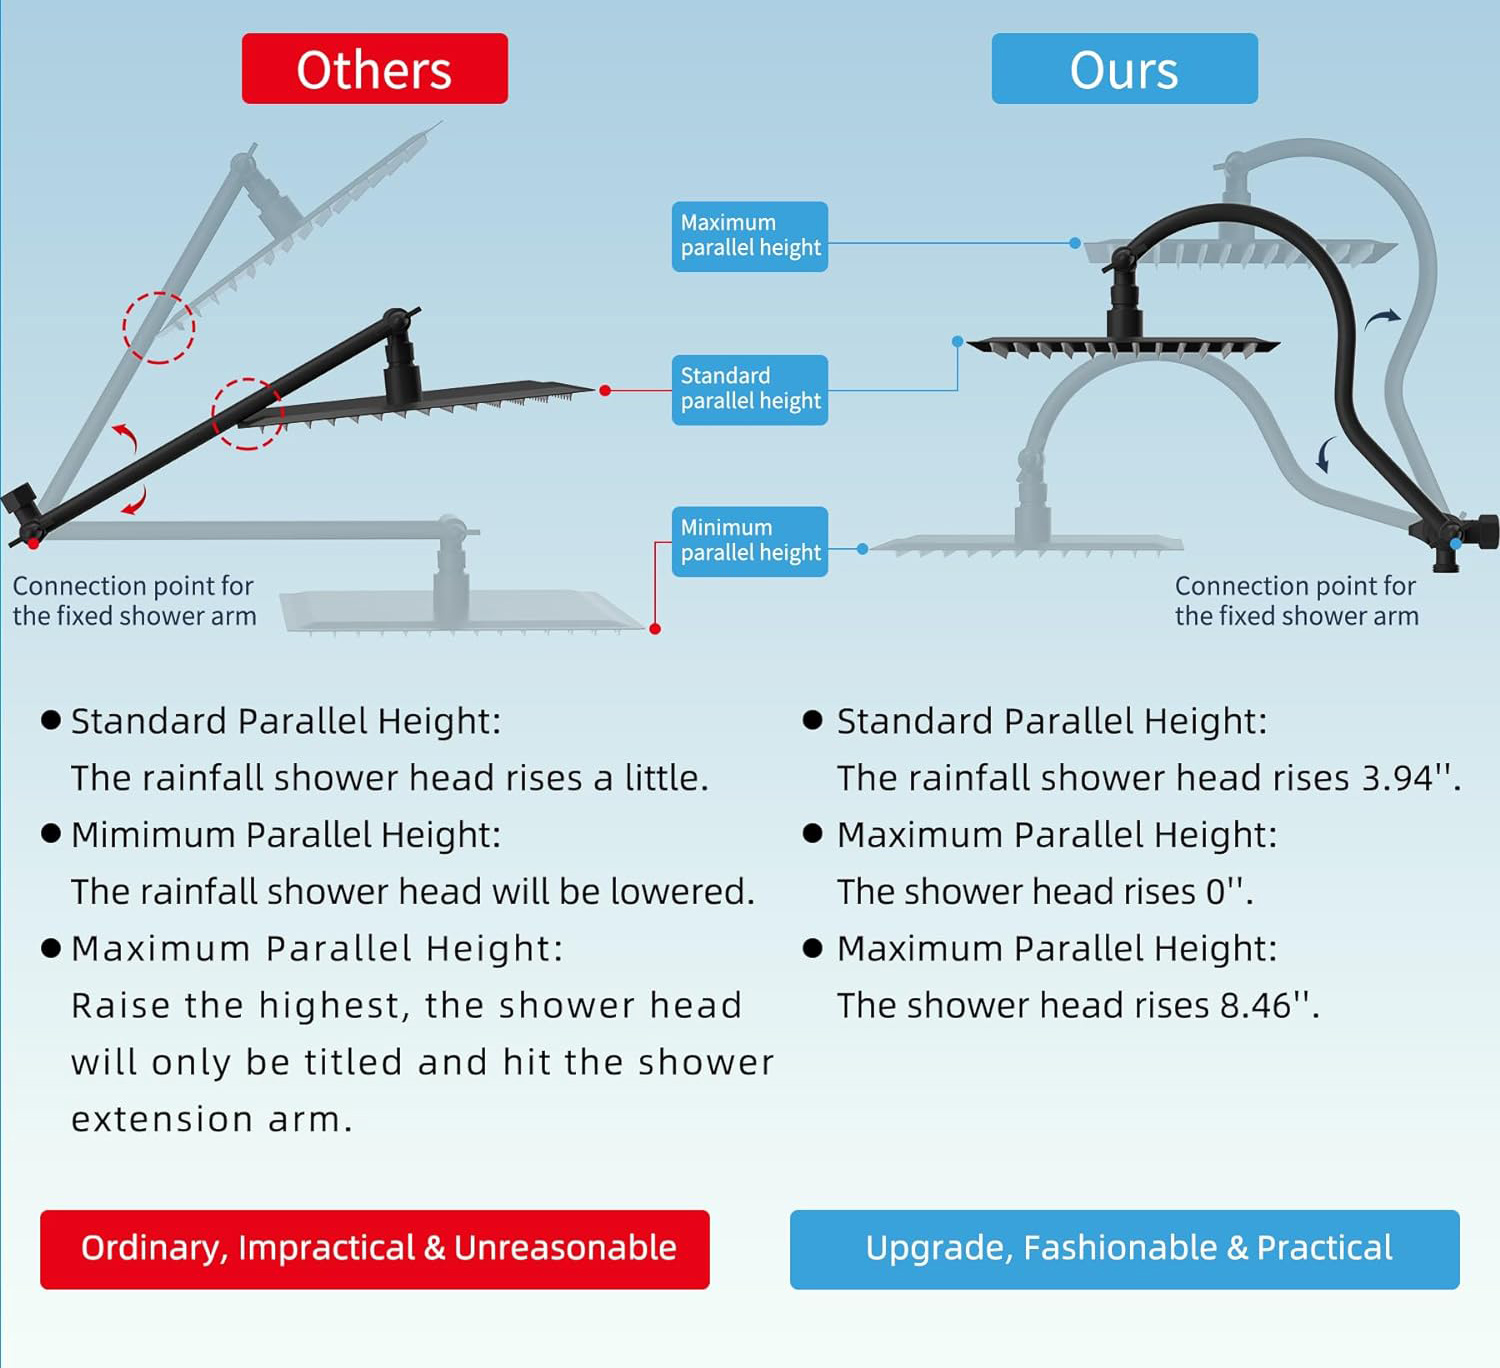 Others
Ours
Maximum
parallel height
Standard
parallel height
Minimum
parallel height
Connection point for
the fixed shower arm
Connection point for
the fixed shower arm
● Standard Parallel Height:
The rainfall shower head rises a little.
● Mimimum Parallel Height:
The rainfall shower head will be lowered.
● Maximum Parallel Height:
Raise the highest, the shower head
will only be titled and hit the shower
extension arm.
● Standard Parallel Height:
The rainfall shower head rises 3.94''.
● Maximum Parallel Height:
The shower head rises 0''.
● Maximum Parallel Height:
The shower head rises 8.46''.
Ordinary, Impractical & Unreasonable
Upgrade, Fashionable & Practical